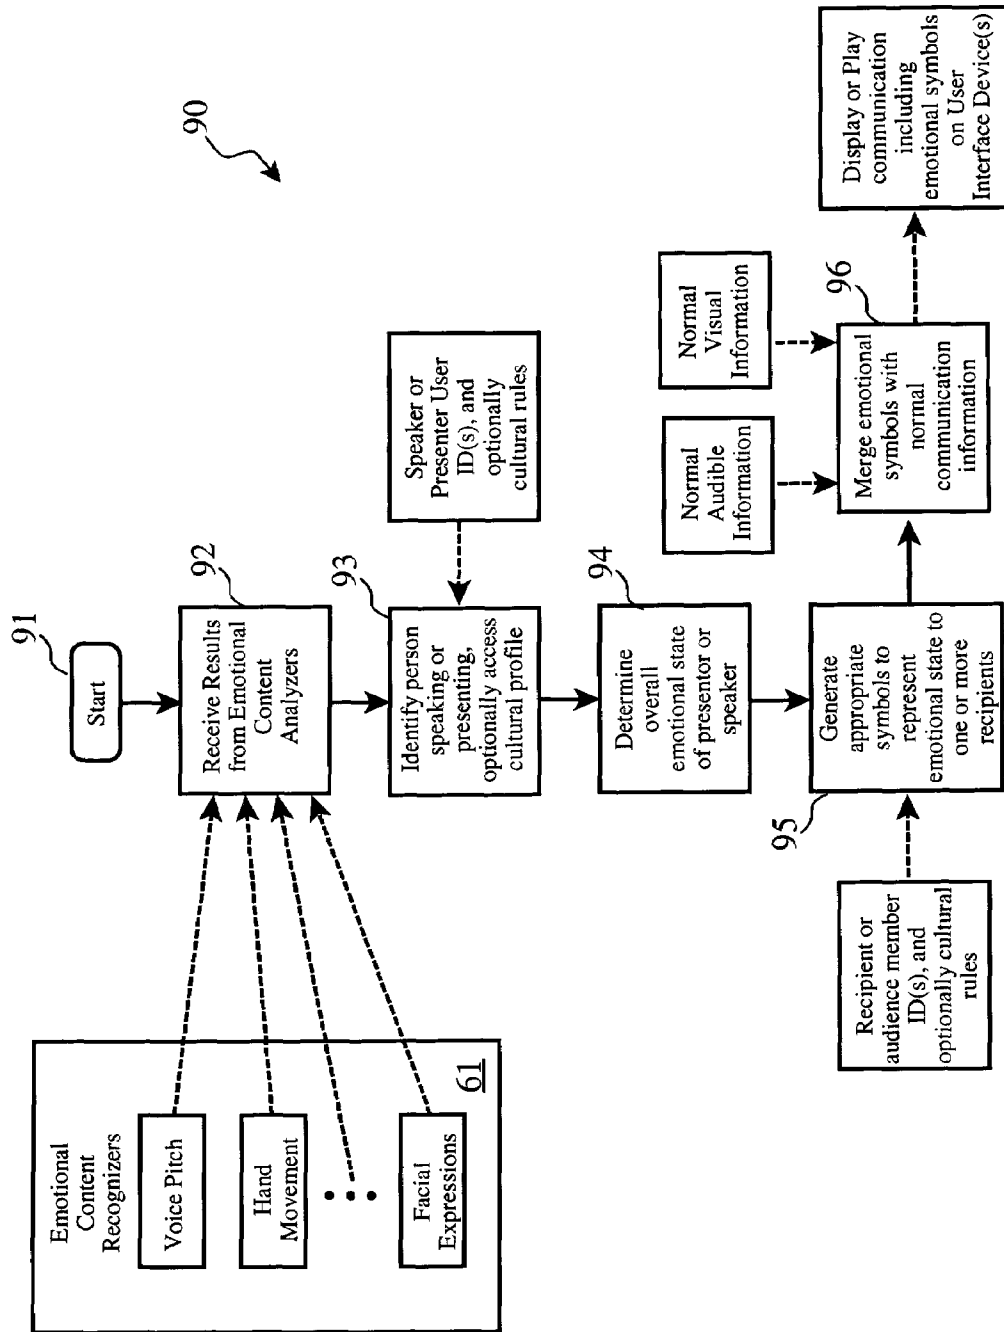 90
91
Start
Emotional
Content
Recognizers
Voice Pitch
Hand
Movement
Facial
Expressions
61
92
Receive Results
from Emotional
Content
Analyzers
93
Identify person
speaking or
presenting,
optionally access
cultural profile
Speaker or
Presenter User
ID(s), and
optionally
cultural rules
94
Determine
overall
emotional state
of presentor or
speaker
95
Generate
appropriate
symbols to
represent
emotional state to
one or more
recipients
Recipient or
audience member
ID(s), and
optionally cultural
rules
Normal
Audible
Information
Normal
Visual
Information
96
Merge emotional
symbols with
normal
communication
information
Display or Play
communication
including
emotional symbols
on User
Interface Device(s)